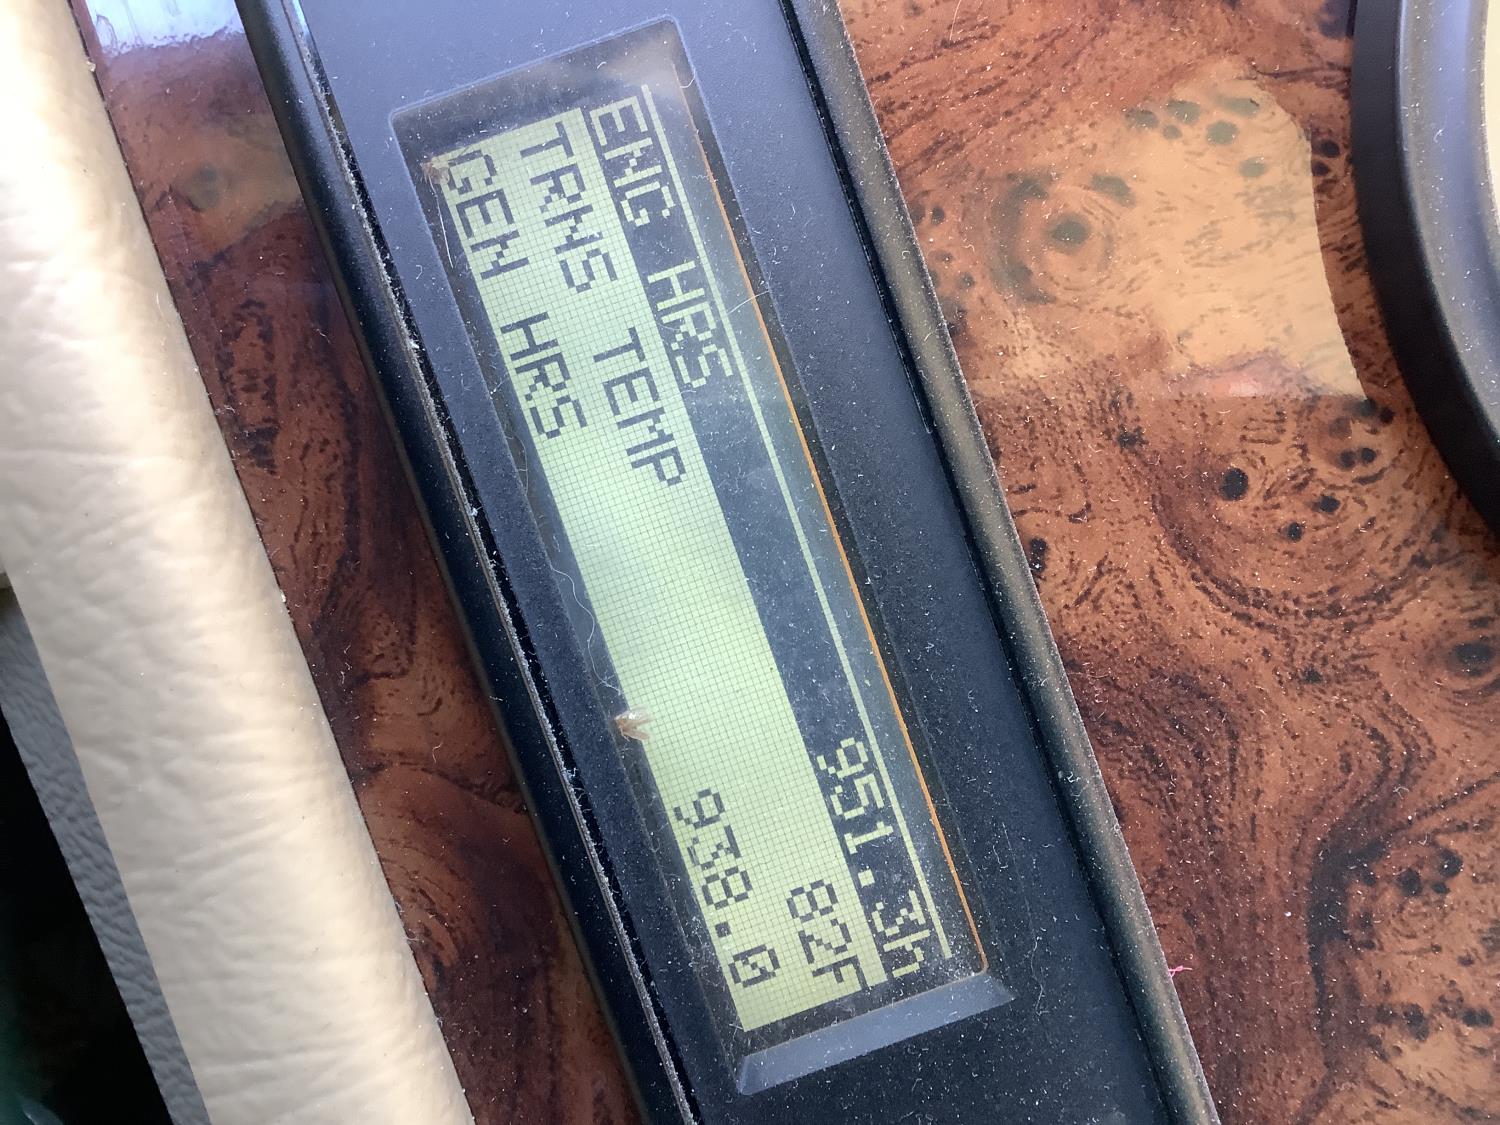 ENG HRS 951.3h
TRNS TEMP 82F
GEN HRS 938.0